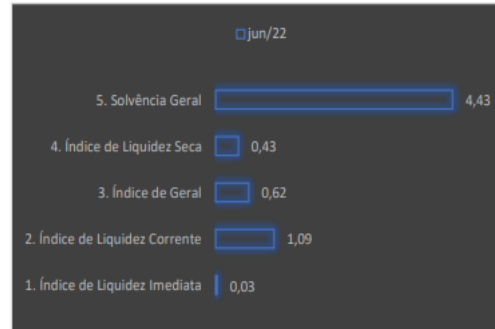 jun/22
5. Solvência Geral 4,43
4. Índice de Liquidez Seca 0,43
3. Índice de Geral 0,62
2. Índice de Liquidez Corrente 1,09
1. Índice de Liquidez Imediata 0,03